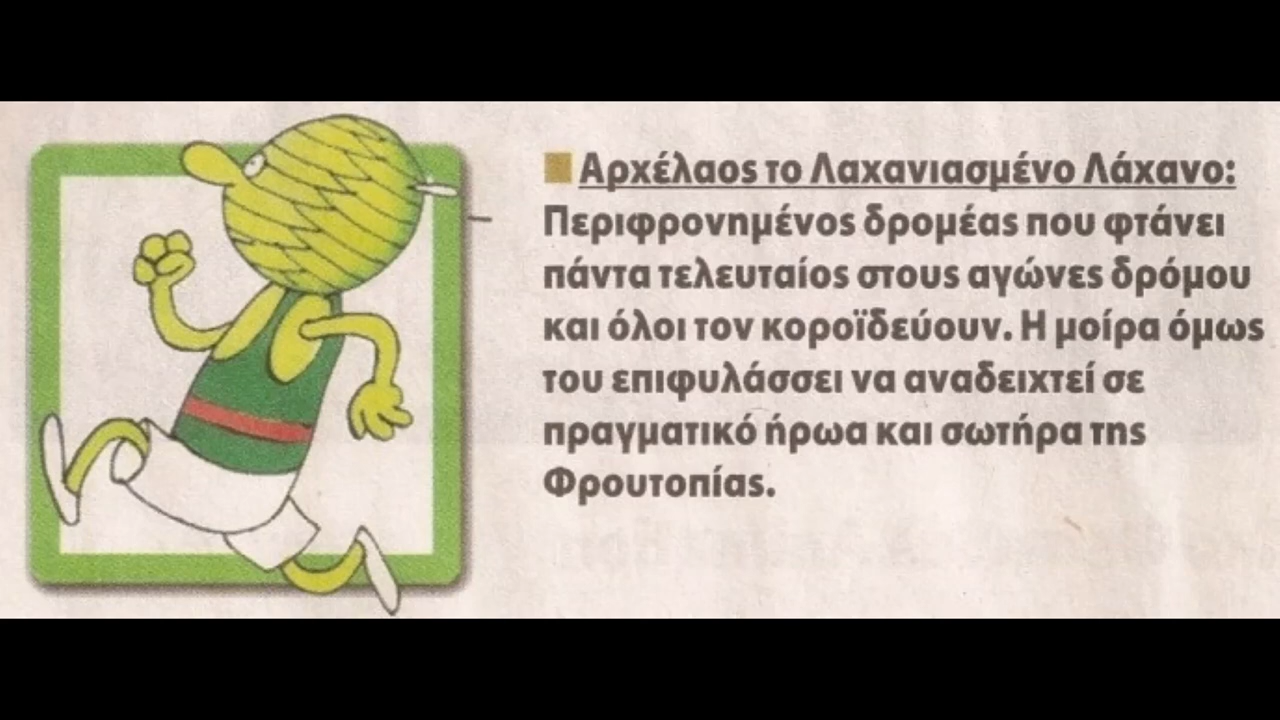 Αρχέλαος το Λαχανιασμένο Λάχανο:
Περιφρονημένος δρομέας που φτάνει
πάντα τελευταίος στους αγώνες δρόμου
και όλοι τον κοροϊδεύουν. Η μοίρα όμως
του επιφυλάσσει να αναδειχτεί σε
πραγματικό ήρωα και σωτήρα της
Φρουτοπίας.